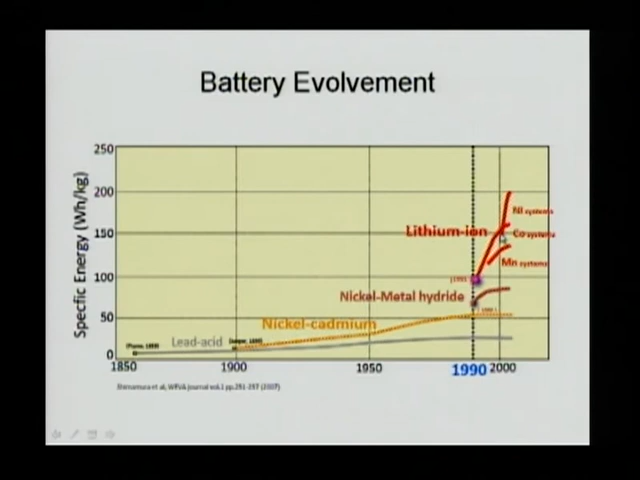 Battery Evolvement
Specfic Energy (Wh/kg)
250
200
150
100
50
0
Ni systems
Lithium-ion
Co systems
Mn systems
Nickel-Metal hydride
Nickel-cadmium
Lead-acid
1850
1900
1950
1990
2000